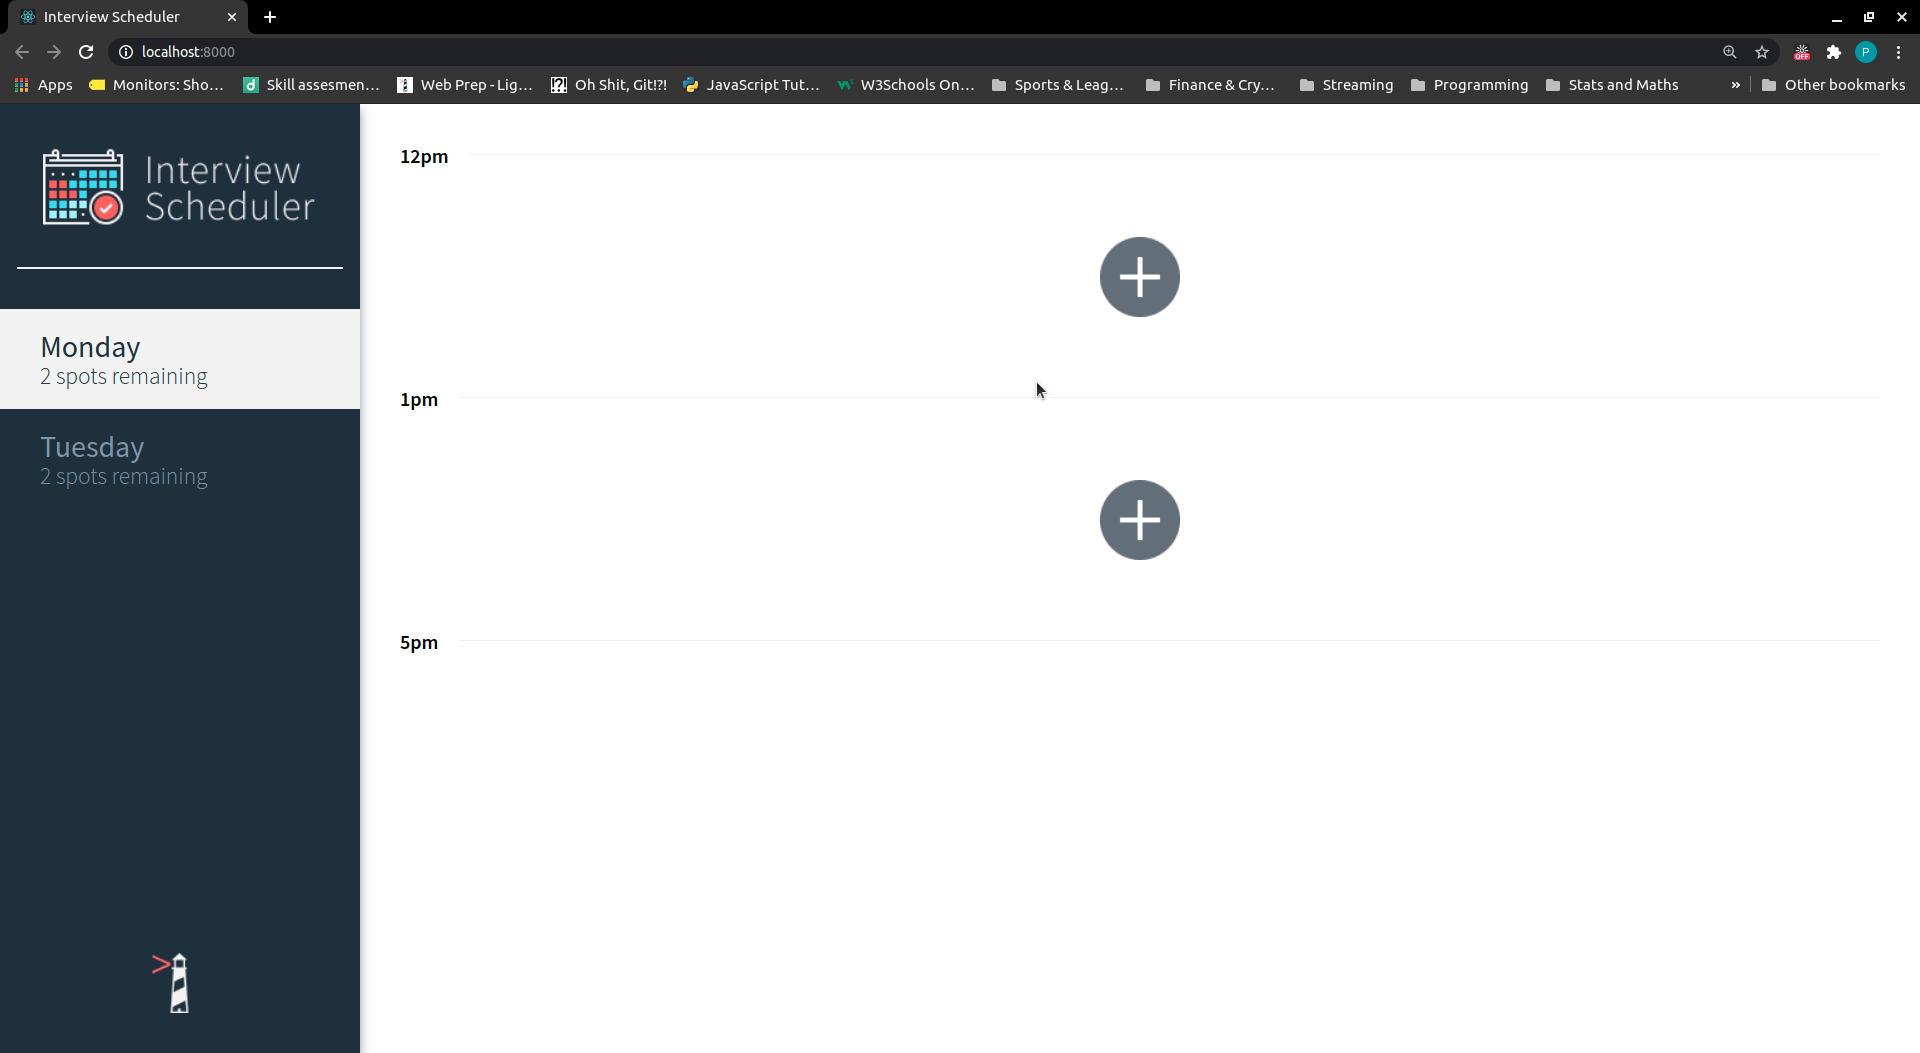 Interview Scheduler
localhost:8000
P
Apps
Monitors: Sho...
Skill assesmen...
Web Prep - Lig...
Oh Shit, Git!?!
JavaScript Tut...
W3Schools On...
Sports & Leag...
Finance & Cry...
Streaming
Programming
Stats and Maths
»
Other bookmarks
OFF
Interview
Scheduler
Monday
2 spots remaining
Tuesday
2 spots remaining
12pm
1pm
5pm